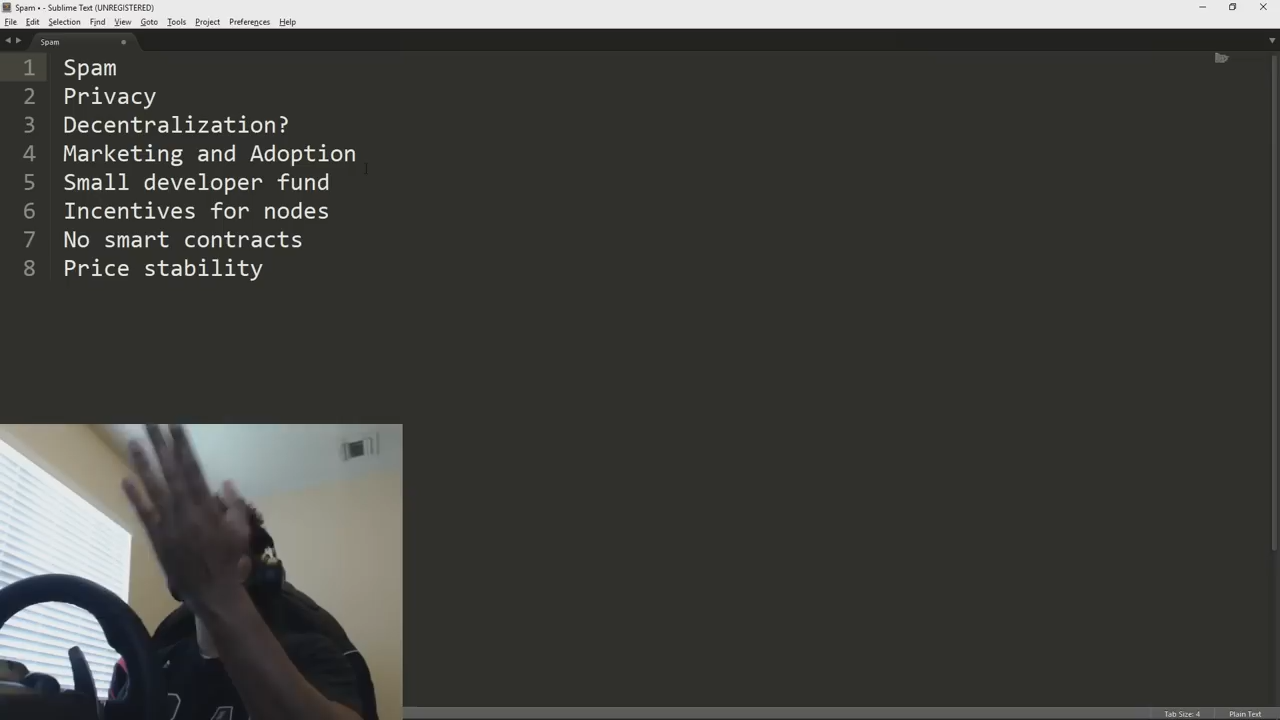 Spam • - Sublime Text (UNREGISTERED)
File Edit Selection Find View Goto Tools Project Preferences Help
Spam
1 Spam
2 Privacy
3 Decentralization?
4 Marketing and Adoption
5 Small developer fund
6 Incentives for nodes
7 No smart contracts
8 Price stability
Tab Size: 4 Plain Text